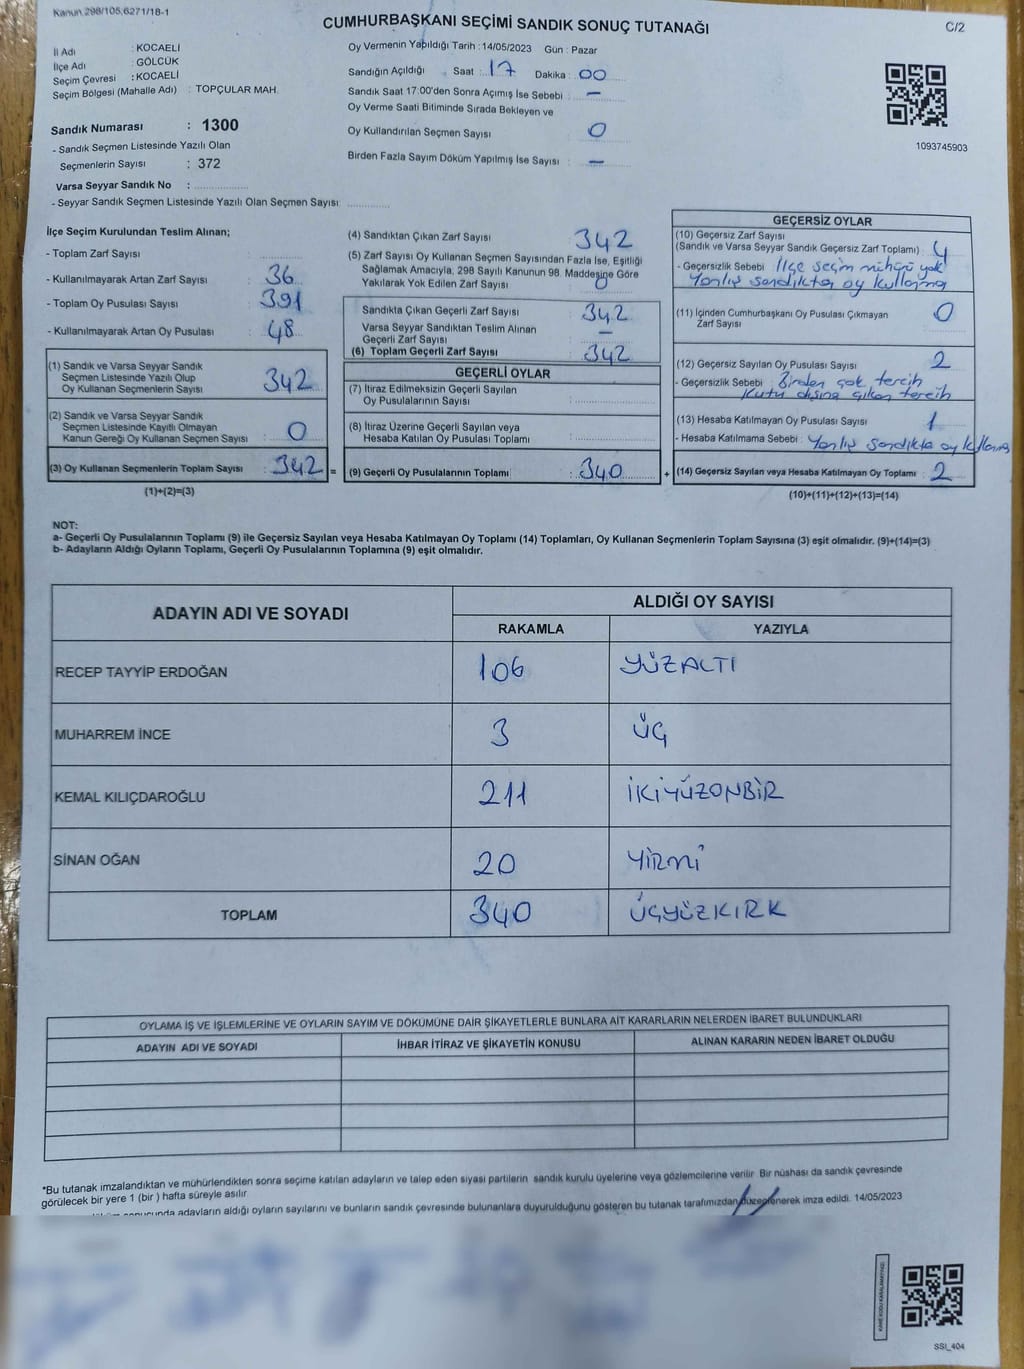 Kanun 298/105,6271/18-1
CUMHURBAŞKANI SEÇİMİ SANDIK SONUÇ TUTANAĞI
C/2
İl Adı : KOCAELİ
İlçe Adı : GÖLCÜK
Seçim Çevresi : KOCAELİ
Seçim Bölgesi (Mahalle Adı) : TOPÇULAR MAH.
Sandık Numarası : 1300
- Sandık Seçmen Listesinde Yazılı Olan
Seçmenlerin Sayısı : 372
Varsa Seyyar Sandık No :
- Seyyar Sandık Seçmen Listesinde Yazılı Olan Seçmen Sayısı:
Oy Vermenin Yapıldığı Tarih : 14/05/2023 Gün : Pazar
Sandığın Açıldığı Saat : 17 Dakika : 00
Sandık Saat 17:00'den Sonra Açımış İse Sebebi : —
Oy Verme Saati Bitiminde Sırada Bekleyen ve
Oy Kullandırılan Seçmen Sayısı : 0
Birden Fazla Sayım Döküm Yapılmış İse Sayısı : —
1093745903
İlçe Seçim Kurulundan Teslim Alınan;
- Toplam Zarf Sayısı :
- Kullanılmayarak Artan Zarf Sayısı : 36
- Toplam Oy Pusulası Sayısı : 391
- Kullanılmayarak Artan Oy Pusulası : 48
(1) Sandık ve Varsa Seyyar Sandık
Seçmen Listesinde Yazılı Olup
Oy Kullanan Seçmenlerin Sayısı : 342
(2) Sandık ve Varsa Seyyar Sandık
Seçmen Listesinde Kayıtlı Olmayan
Kanun Gereği Oy Kullanan Seçmen Sayısı : 0
(3) Oy Kullanan Seçmenlerin Toplam Sayısı : 342 =
(1)+(2)=(3)
(4) Sandıktan Çıkan Zarf Sayısı : 342
(5) Zarf Sayısı Oy Kullanan Seçmen Sayısından Fazla İse, Eşitliği
Sağlamak Amacıyla, 298 Sayılı Kanunun 98. Maddesine Göre
Yakılarak Yok Edilen Zarf Sayısı : 0
Sandıkta Çıkan Geçerli Zarf Sayısı : 342
Varsa Seyyar Sandıktan Teslim Alınan
Geçerli Zarf Sayısı : —
(6) Toplam Geçerli Zarf Sayısı : 342
GEÇERLİ OYLAR
(7) İtiraz Edilmeksizin Geçerli Sayılan
Oy Pusulalarının Sayısı :
(8) İtiraz Üzerine Geçerli Sayılan veya
Hesaba Katılan Oy Pusulası Toplamı :
(9) Geçerli Oy Pusulalarının Toplamı : 340 +
GEÇERSİZ OYLAR
(10) Geçersiz Zarf Sayısı
(Sandık ve Varsa Seyyar Sandık Geçersiz Zarf Toplamı) : 4
- Geçersizlik Sebebi : İlçe seçim mührü yok
Yanlış sandıkta oy kullanma
(11) İçinden Cumhurbaşkanı Oy Pusulası Çıkmayan
Zarf Sayısı : 0
(12) Geçersiz Sayılan Oy Pusulası Sayısı : 2
- Geçersizlik Sebebi : Birden çok tercih
Kutu dışına çıkan tercih
(13) Hesaba Katılmayan Oy Pusulası Sayısı : 1
- Hesaba Katılmama Sebebi : Yanlış sandıkta oy kullanma
(14) Geçersiz Sayılan veya Hesaba Katılmayan Oy Toplamı : 2
(10)+(11)+(12)+(13)=(14)
NOT:
a- Geçerli Oy Pusulalarının Toplamı (9) ile Geçersiz Sayılan veya Hesaba Katılmayan Oy Toplamı (14) Toplamları, Oy Kullanan Seçmenlerin Toplam Sayısına (3) eşit olmalıdır. (9)+(14)=(3)
b- Adayların Aldığı Oyların Toplamı, Geçerli Oy Pusulalarının Toplamına (9) eşit olmalıdır.
ADAYIN ADI VE SOYADI
ALDIĞI OY SAYISI
RAKAMLA YAZIYLA
RECEP TAYYİP ERDOĞAN 106 YÜZALTI
MUHARREM İNCE 3 ÜÇ
KEMAL KILIÇDAROĞLU 211 İKİYÜZONBİR
SİNAN OĞAN 20 YİRMİ
TOPLAM 340 ÜÇYÜZKIRK
OYLAMA İŞ VE İŞLEMLERİNE VE OYLARIN SAYIM VE DÖKÜMÜNE DAİR ŞİKAYETLERLE BUNLARA AİT KARARLARIN NELERDEN İBARET BULUNDUKLARI
ADAYIN ADI VE SOYADI İHBAR İTİRAZ VE ŞİKAYETİN KONUSU ALINAN KARARIN NEDEN İBARET OLDUĞU
*Bu tutanak imzalandıktan ve mühürlendikten sonra seçime katılan adayların ve talep eden siyasi partilerin sandık kurulu üyelerine veya gözlemcilerine verilir. Bir nüshası da sandık çevresinde
görülecek bir yere 1 (bir ) hafta süreyle asılır.
adayların aldığı oyların sayılarını ve bunların sandık çevresinde bulunanlara duyurulduğunu gösteren bu tutanak tarafımızdan düzenlenerek imza edildi. 14/05/2023
SSI_404